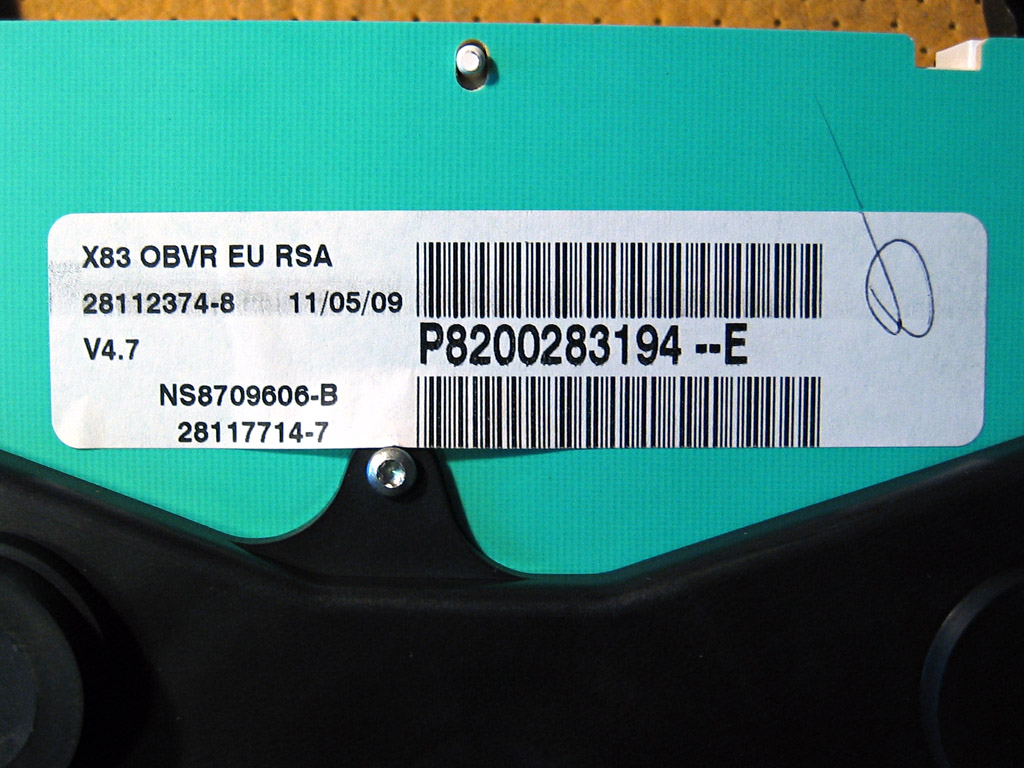 X83 OBVR EU RSA
28112374-8 11/05/09
P8200283194 --E
V4.7
NS8709606-B
28117714-7